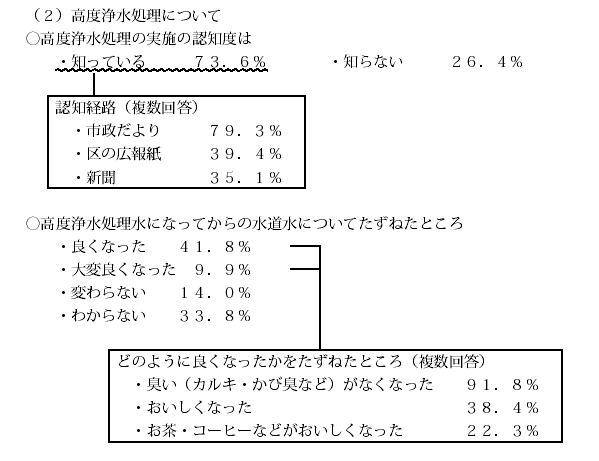 （２）高度浄水処理について
○高度浄水処理の実施の認知度は
・知っている　　　７３．６％　　　　・知らない　　　２６．４％
認知経路（複数回答）
・市政だより　　　７９．３％
・区の広報紙　　　３９．４％
・新聞　　　　　　３５．１％
○高度浄水処理水になってからの水道水についてたずねたところ
・良くなった　　４１．８％
・大変良くなった　９．９％
・変わらない　　１４．０％
・わからない　　３３．８％
どのように良くなったかをたずねたところ（複数回答）
・臭い（カルキ・かび臭など）がなくなった　　９１．８％
・おいしくなった　　　　　　　　　　　　　　３８．４％
・お茶・コーヒーなどがおいしくなった　　　　２２．３％